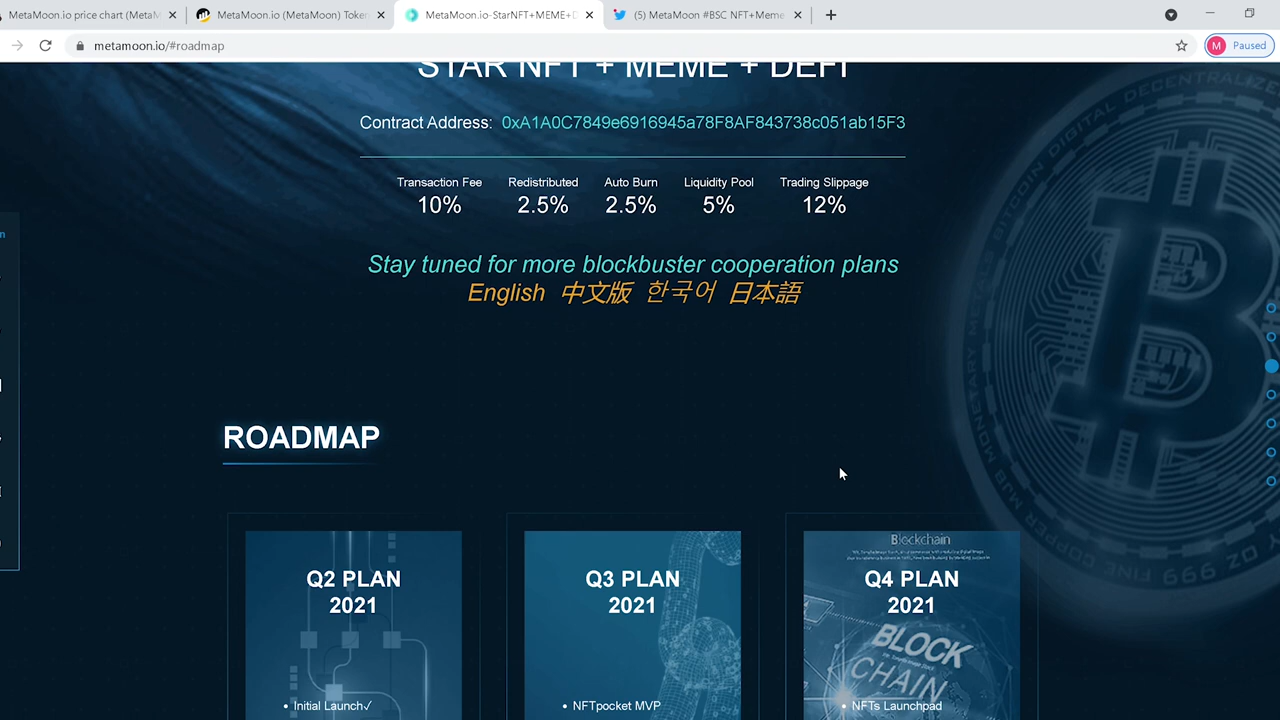 MetaMoon.io price chart (MetaM
MetaMoon.io (MetaMoon) Token
MetaMoon.io-StarNFT+MEME+D
(5) MetaMoon #BSC NFT+Meme
metamoon.io/#roadmap
M Paused
STAR NFT + MEME + DEFI
Contract Address: 0xA1A0C7849e6916945a78F8AF843738c051ab15F3
Transaction Fee Redistributed Auto Burn Liquidity Pool Trading Slippage
10% 2.5% 2.5% 5% 12%
Stay tuned for more blockbuster cooperation plans
English 中文版 한국어 日本語
ROADMAP
Blockchain
Q2 PLAN
2021
Q3 PLAN
2021
Q4 PLAN
2021
BLOCK
CHAIN
• Initial Launch✓
• NFTpocket MVP
• NFTs Launchpad